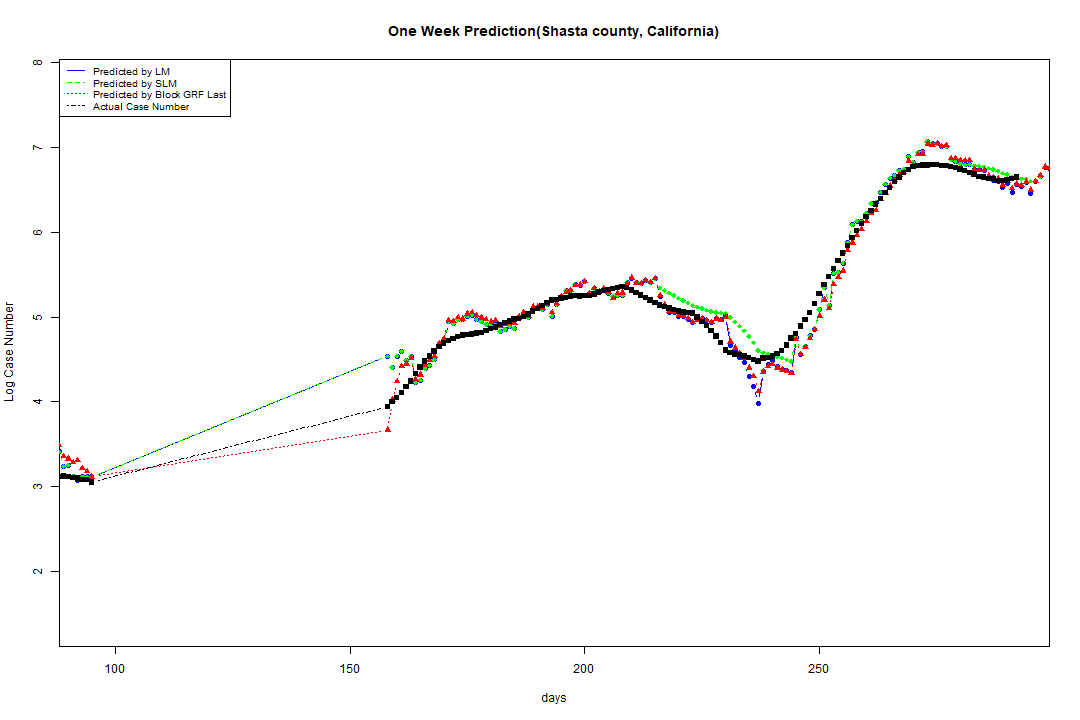 One Week Prediction(Shasta county, California)
Predicted by LM
Predicted by SLM
Predicted by Block GRF Last
Actual Case Number
8
7
6
5
4
3
2
Log Case Number
100 150 200 250
days